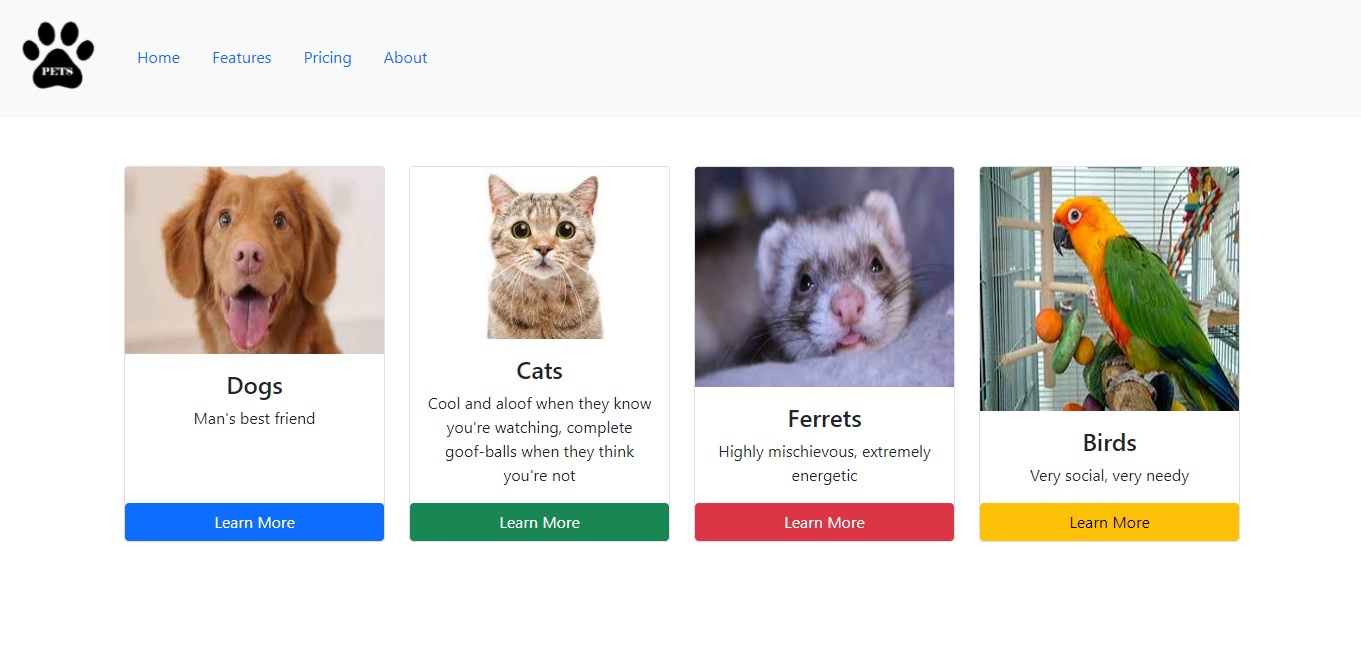 PETS
Home
Features
Pricing
About
Dogs
Man's best friend
Learn More
Cats
Cool and aloof when they know
you're watching, complete
goof-balls when they think
you're not
Learn More
Ferrets
Highly mischievous, extremely
energetic
Learn More
Birds
Very social, very needy
Learn More